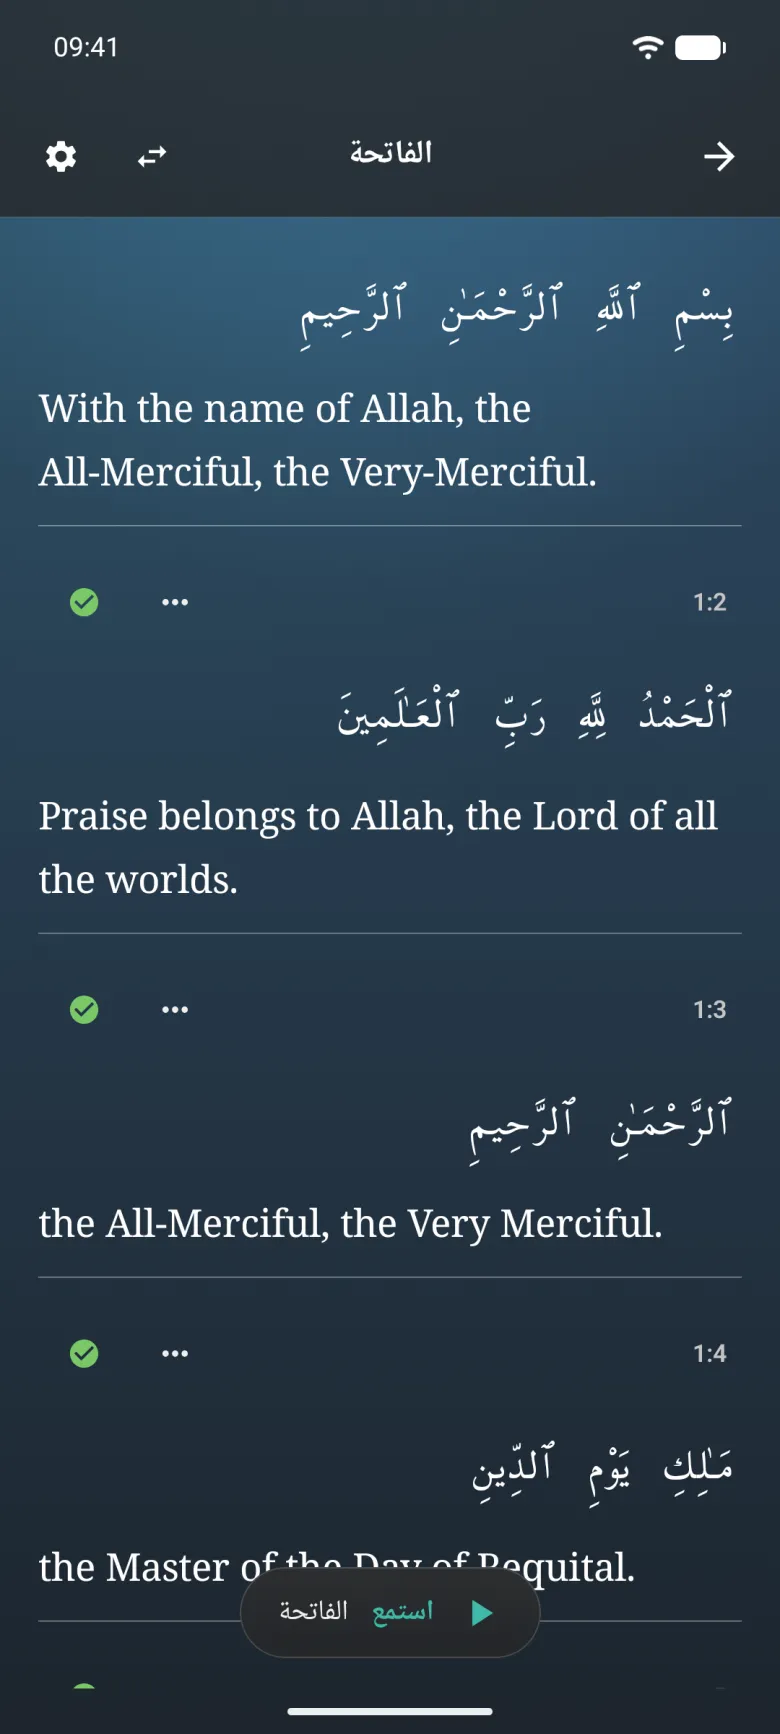 09:41
الفاتحة
بِسْمِ ٱللَّهِ ٱلرَّحْمَـٰنِ ٱلرَّحِيمِ
With the name of Allah, the
All-Merciful, the Very-Merciful.
1:2
ٱلْحَمْدُ لِلَّهِ رَبِّ ٱلْعَـٰلَمِينَ
Praise belongs to Allah, the Lord of all
the worlds.
1:3
ٱلرَّحْمَـٰنِ ٱلرَّحِيمِ
the All-Merciful, the Very Merciful.
1:4
مَـٰلِكِ يَوْمِ ٱلدِّينِ
the Master of the Day of Requital.
استمع الفاتحة